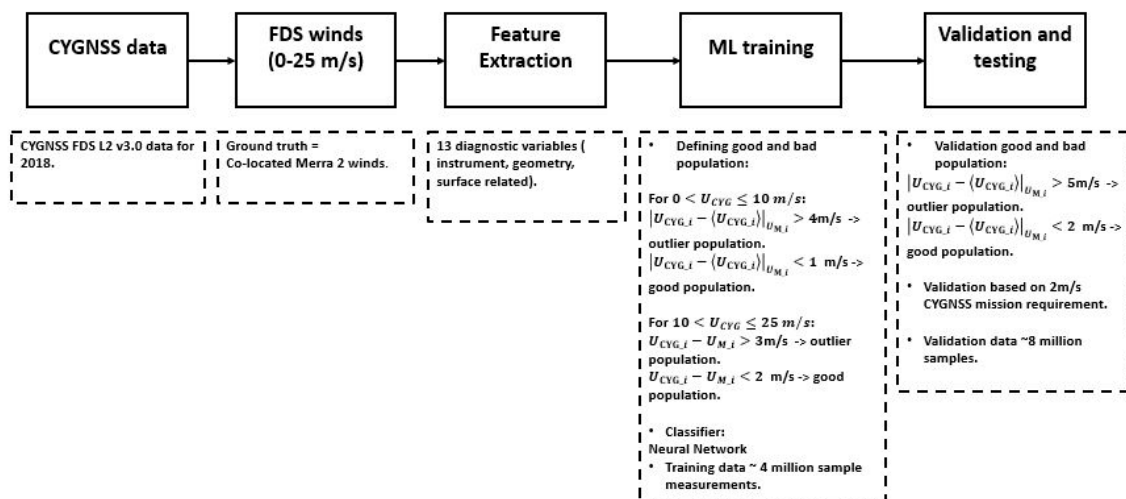 CYGNSS data
FDS winds
(0-25 m/s)
Feature
Extraction
ML training
Validation and
testing
CYGNSS FDS L2 v3.0 data for
2018.
Ground truth =
Co-located Merra 2 winds.
13 diagnostic variables (
instrument, geometry,
surface related).
• Defining good and bad
population:
For 0 < U_CYG ≤ 10 m/s:
|U_CYG_i − ⟨U_CYG_i⟩|_U_M_i > 4m/s ->
outlier population.
|U_CYG_i − ⟨U_CYG_i⟩|_U_M_i < 1 m/s ->
good population.
For 10 < U_CYG ≤ 25 m/s:
U_CYG_i − U_M_i > 3m/s -> outlier
population.
U_CYG_i − U_M_i < 2 m/s -> good
population.
• Classifier:
Neural Network
• Training data ~ 4 million sample
measurements.
• Validation good and bad
population:
|U_CYG_i − ⟨U_CYG_i⟩|_U_M_i > 5m/s ->
outlier population.
|U_CYG_i − ⟨U_CYG_i⟩|_U_M_i < 2 m/s ->
good population.
• Validation based on 2m/s
CYGNSS mission requirement.
• Validation data ~8 million
samples.